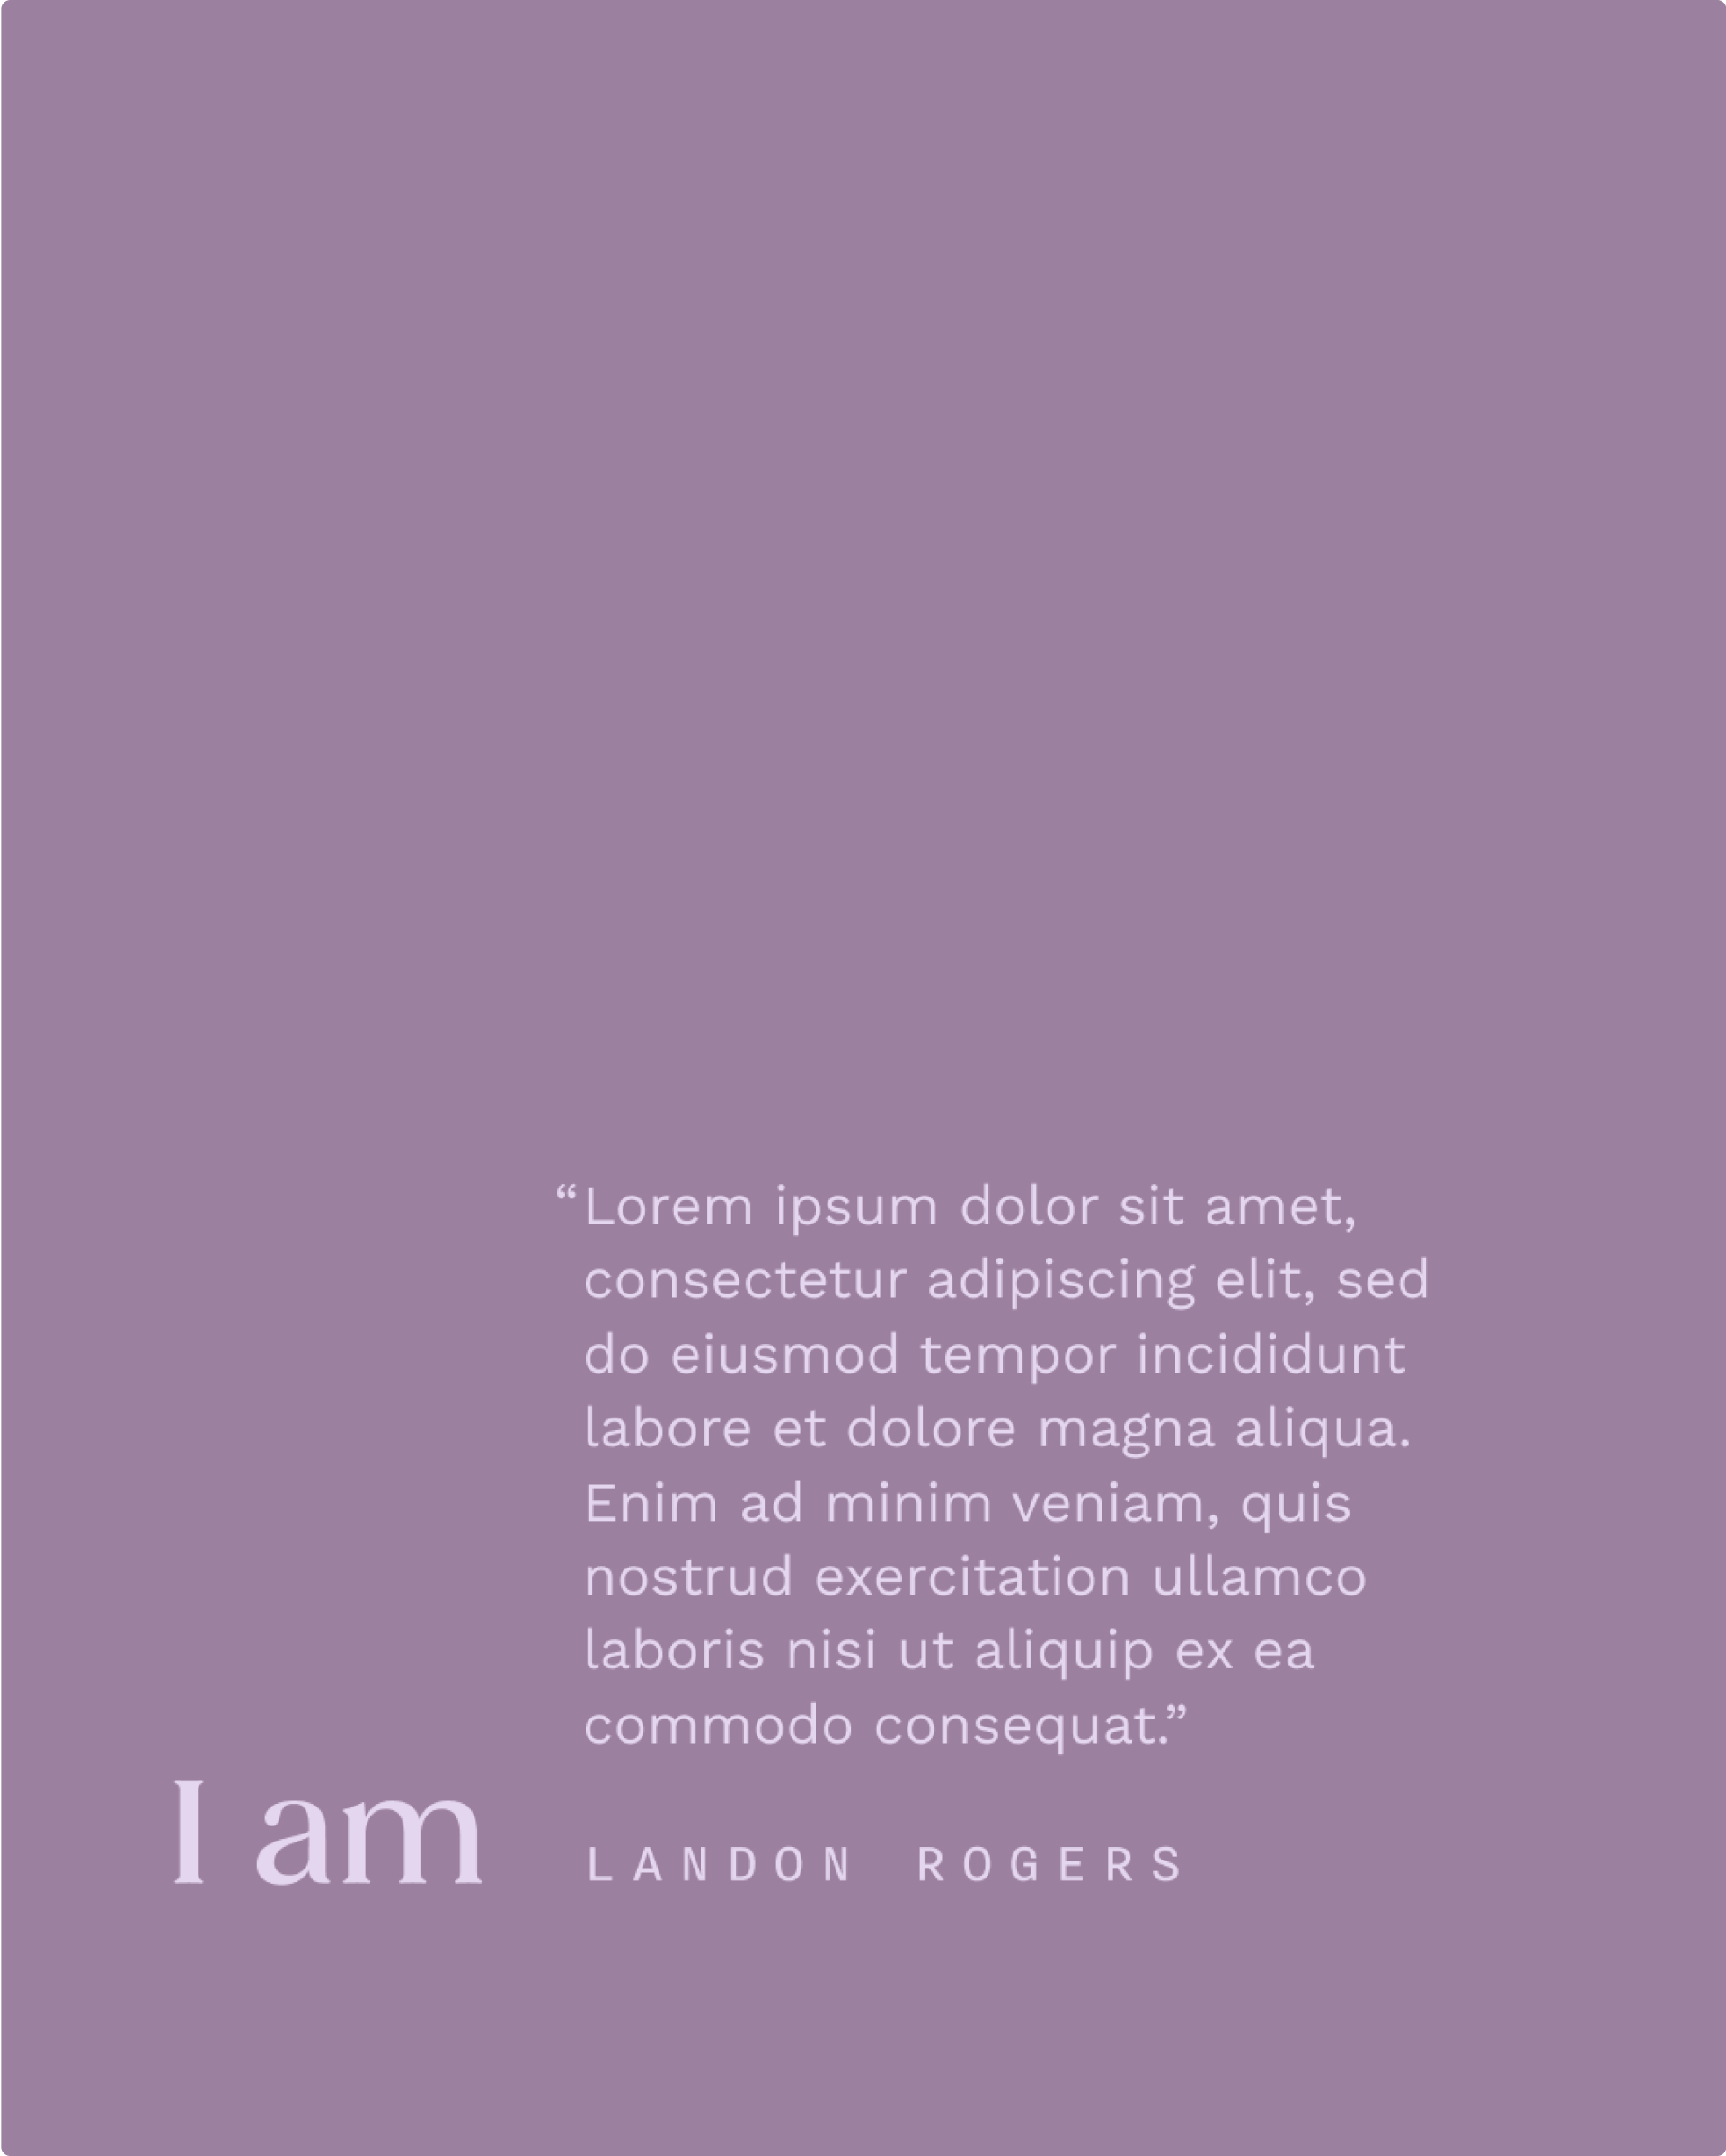 “Lorem ipsum dolor sit amet,
consectetur adipiscing elit, sed
do eiusmod tempor incididunt
labore et dolore magna aliqua.
Enim ad minim veniam, quis
nostrud exercitation ullamco
laboris nisi ut aliquip ex ea
commodo consequat.”
I am
LANDON ROGERS